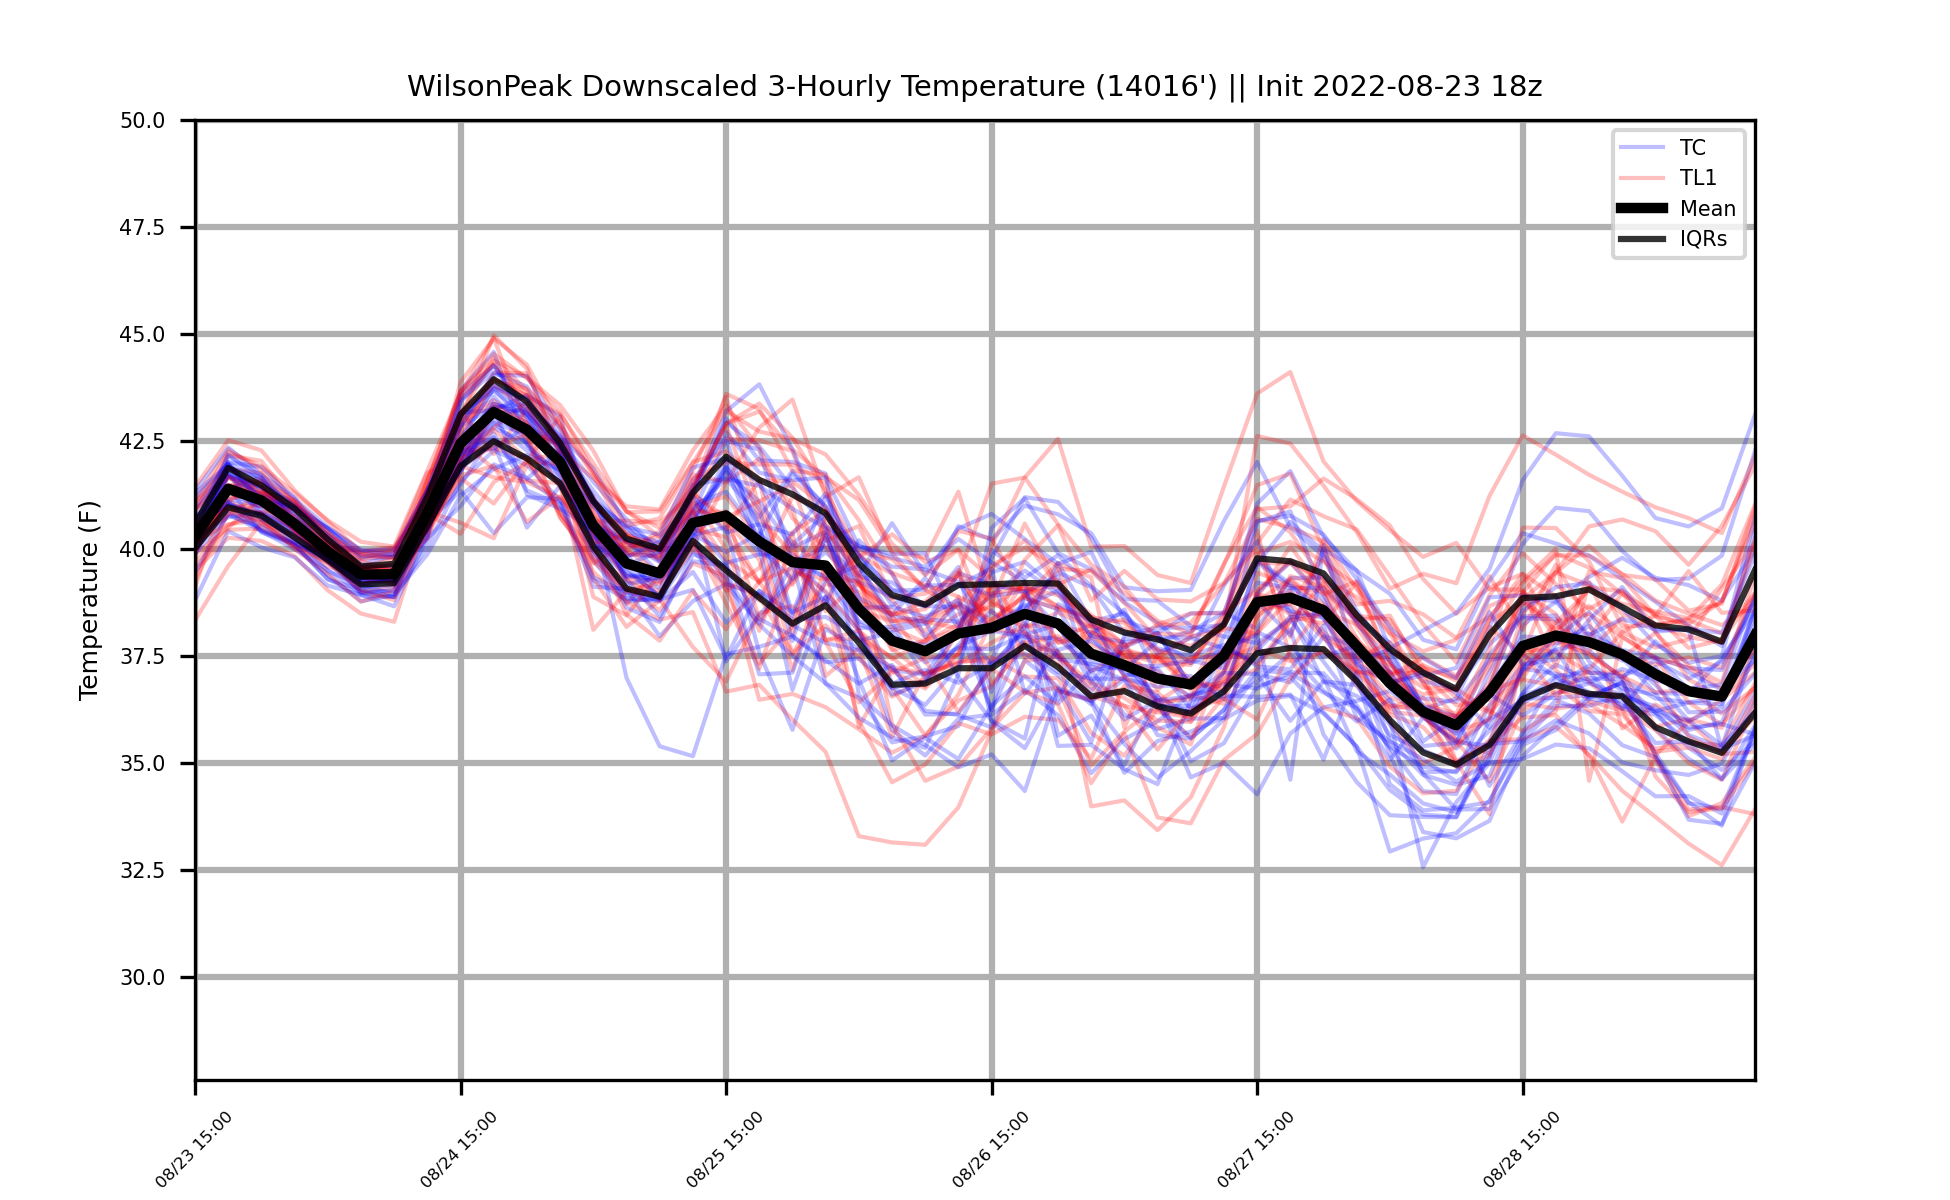 WilsonPeak Downscaled 3-Hourly Temperature (14016') || Init 2022-08-23 18z
TC
TL1
Mean
IQRs
Temperature (F)
50.0
47.5
45.0
42.5
40.0
37.5
35.0
32.5
30.0
08/23 15:00
08/24 15:00
08/25 15:00
08/26 15:00
08/27 15:00
08/28 15:00